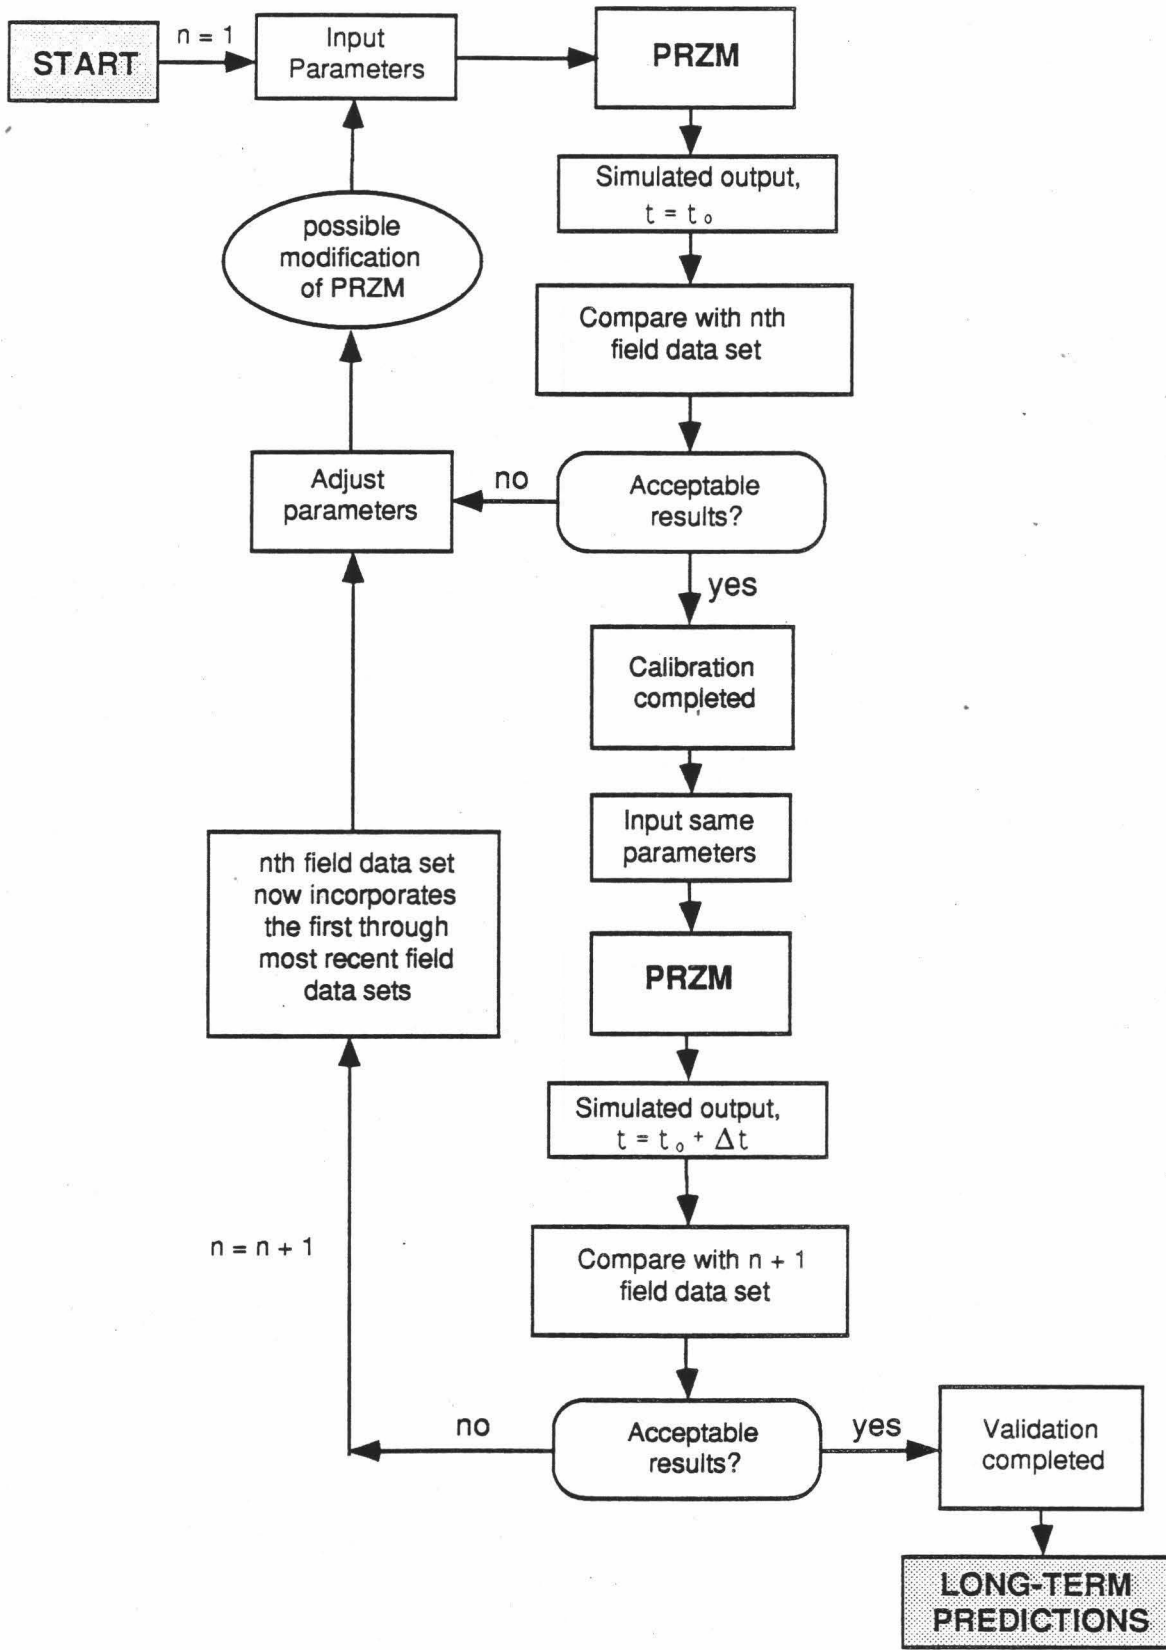 START
n = 1
Input
Parameters
PRZM
Simulated output,
t = t₀
possible
modification
of PRZM
Compare with nth
field data set
Adjust
parameters
no
Acceptable
results?
yes
Calibration
completed
Input same
parameters
nth field data set
now incorporates
the first through
most recent field
data sets
PRZM
Simulated output,
t = t₀ + Δt
n = n + 1
Compare with n + 1
field data set
no
Acceptable
results?
yes
Validation
completed
LONG-TERM
PREDICTIONS